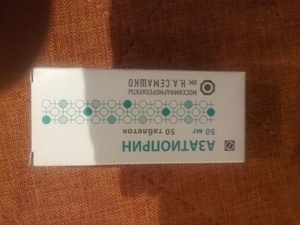 АЗАТИОПРИН
50 мг 50 таблеток
МОСХИМФАРМПРЕПАРАТЫ
им. Н.А.СЕМАШКО